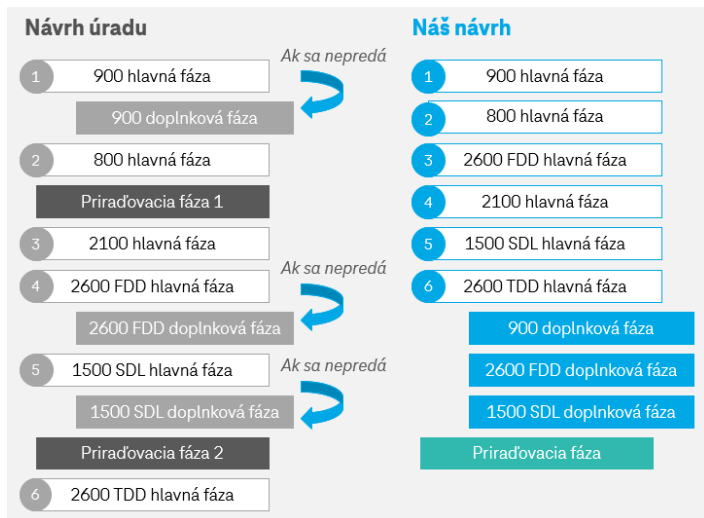 Návrh úradu
Ak sa nepredá
1 900 hlavná fáza
900 doplnková fáza
2 800 hlavná fáza
Priraďovacia fáza 1
3 2100 hlavná fáza
Ak sa nepredá
4 2600 FDD hlavná fáza
2600 FDD doplnková fáza
Ak sa nepredá
5 1500 SDL hlavná fáza
1500 SDL doplnková fáza
Priraďovacia fáza 2
6 2600 TDD hlavná fáza
Náš návrh
1 900 hlavná fáza
2 800 hlavná fáza
3 2600 FDD hlavná fáza
4 2100 hlavná fáza
5 1500 SDL hlavná fáza
6 2600 TDD hlavná fáza
900 doplnková fáza
2600 FDD doplnková fáza
1500 SDL doplnková fáza
Priraďovacia fáza